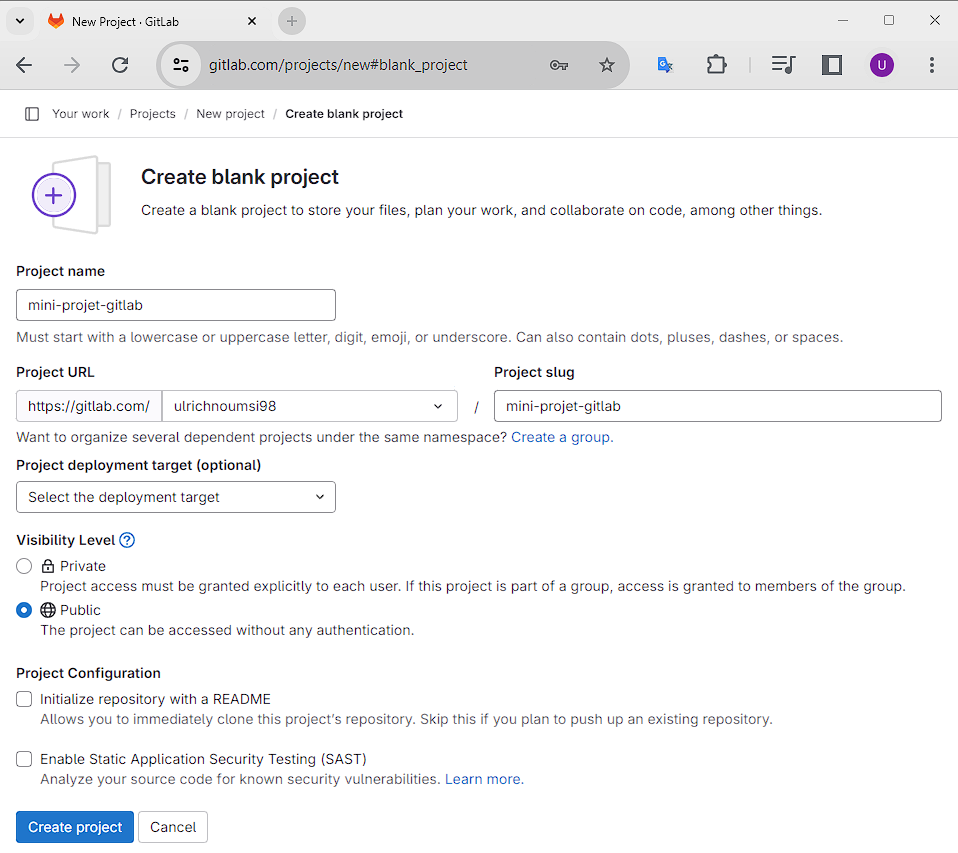 New Project · GitLab
gitlab.com/projects/new#blank_project
U
Your work / Projects / New project / Create blank project
Create blank project
Create a blank project to store your files, plan your work, and collaborate on code, among other things.
Project name
mini-projet-gitlab
Must start with a lowercase or uppercase letter, digit, emoji, or underscore. Can also contain dots, pluses, dashes, or spaces.
Project URL
Project slug
https://gitlab.com/ ulrichnoumsi98 / mini-projet-gitlab
Want to organize several dependent projects under the same namespace? Create a group.
Project deployment target (optional)
Select the deployment target
Visibility Level
Private
Project access must be granted explicitly to each user. If this project is part of a group, access is granted to members of the group.
Public
The project can be accessed without any authentication.
Project Configuration
Initialize repository with a README
Allows you to immediately clone this project's repository. Skip this if you plan to push up an existing repository.
Enable Static Application Security Testing (SAST)
Analyze your source code for known security vulnerabilities. Learn more.
Create project Cancel